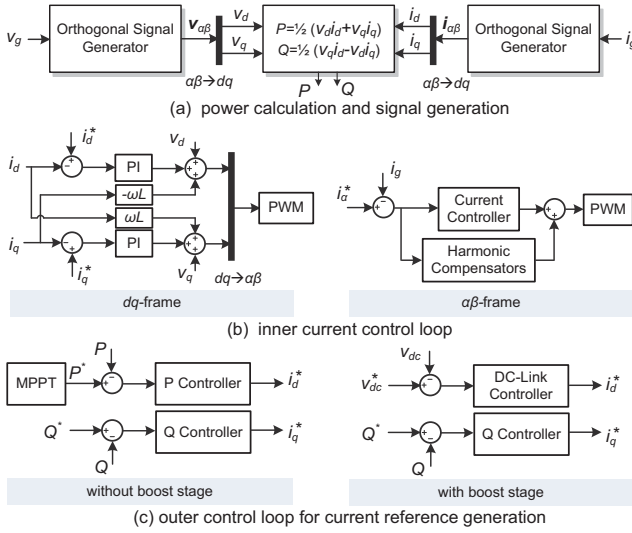 v_g
Orthogonal Signal Generator
v_αβ
αβ→dq
v_d
v_q
P=½ (v_d i_d+v_q i_q)
Q=½ (v_q i_d-v_d i_q)
P
Q
i_d
i_q
αβ→dq
i_αβ
Orthogonal Signal Generator
i_g
(a) power calculation and signal generation
i_d*
v_d
i_d
- +
PI
+ + +
-ωL
ωL
PWM
i_q
- +
PI
+ + +
i_q*
v_q
dq→αβ
dq-frame
i_g
i_α*
+ -
Current Controller
Harmonic Compensators
+ +
PWM
αβ-frame
(b) inner current control loop
P
MPPT
P*
+ -
P Controller
i_d*
Q*
+ -
Q Controller
i_q*
Q
without boost stage
v_dc
v_dc*
+ -
DC-Link Controller
i_d*
Q*
+ -
Q Controller
i_q*
Q
with boost stage
(c) outer control loop for current reference generation